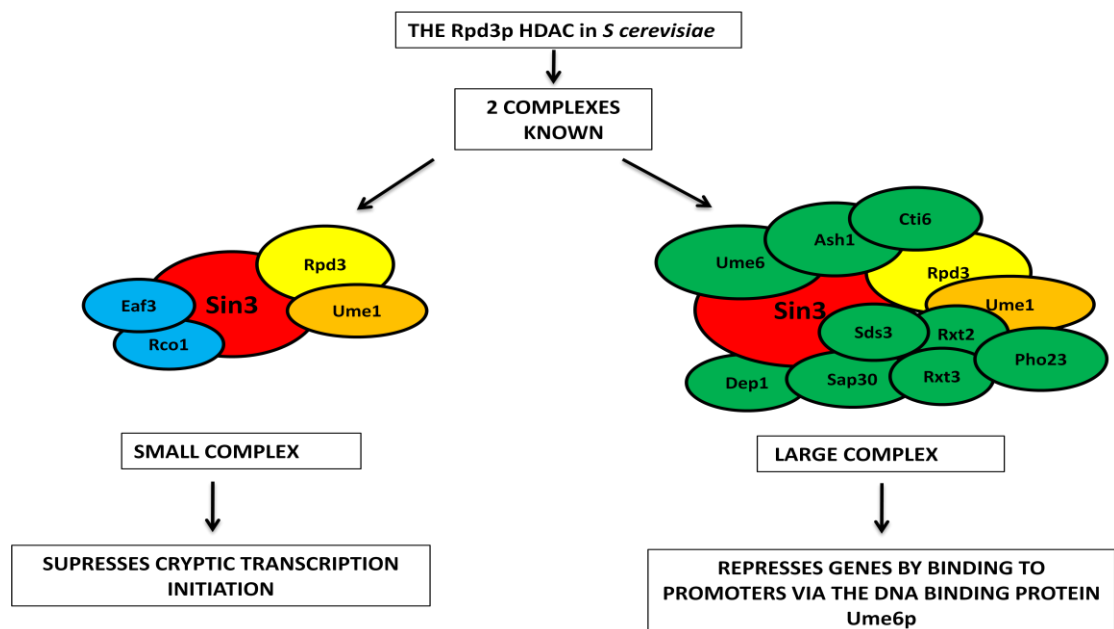 THE Rpd3p HDAC in S cerevisiae
2 COMPLEXES
KNOWN
Rpd3
Eaf3
Sin3
Ume1
Rco1
Cti6
Ash1
Ume6
Rpd3
Sin3
Ume1
Sds3
Rxt2
Pho23
Dep1
Sap30
Rxt3
SMALL COMPLEX
LARGE COMPLEX
SUPRESSES CRYPTIC TRANSCRIPTION
INITIATION
REPRESSES GENES BY BINDING TO
PROMOTERS VIA THE DNA BINDING PROTEIN
Ume6p